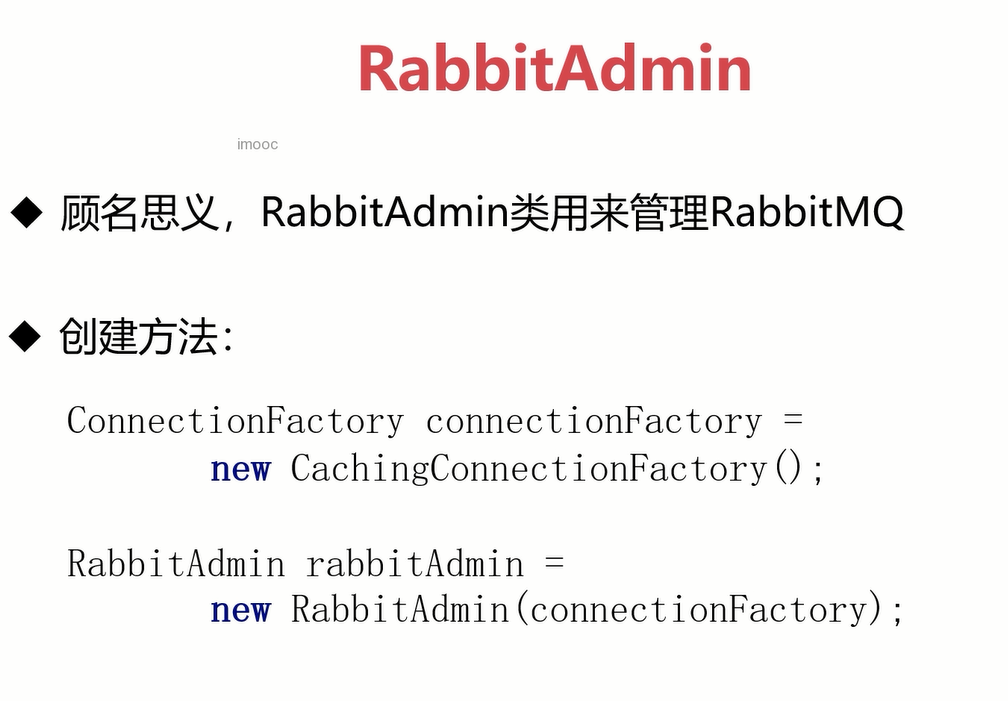 RabbitAdmin
imooc
◆ 顾名思义，RabbitAdmin类用来管理RabbitMQ
◆ 创建方法：
ConnectionFactory connectionFactory =
new CachingConnectionFactory();
RabbitAdmin rabbitAdmin =
new RabbitAdmin(connectionFactory);